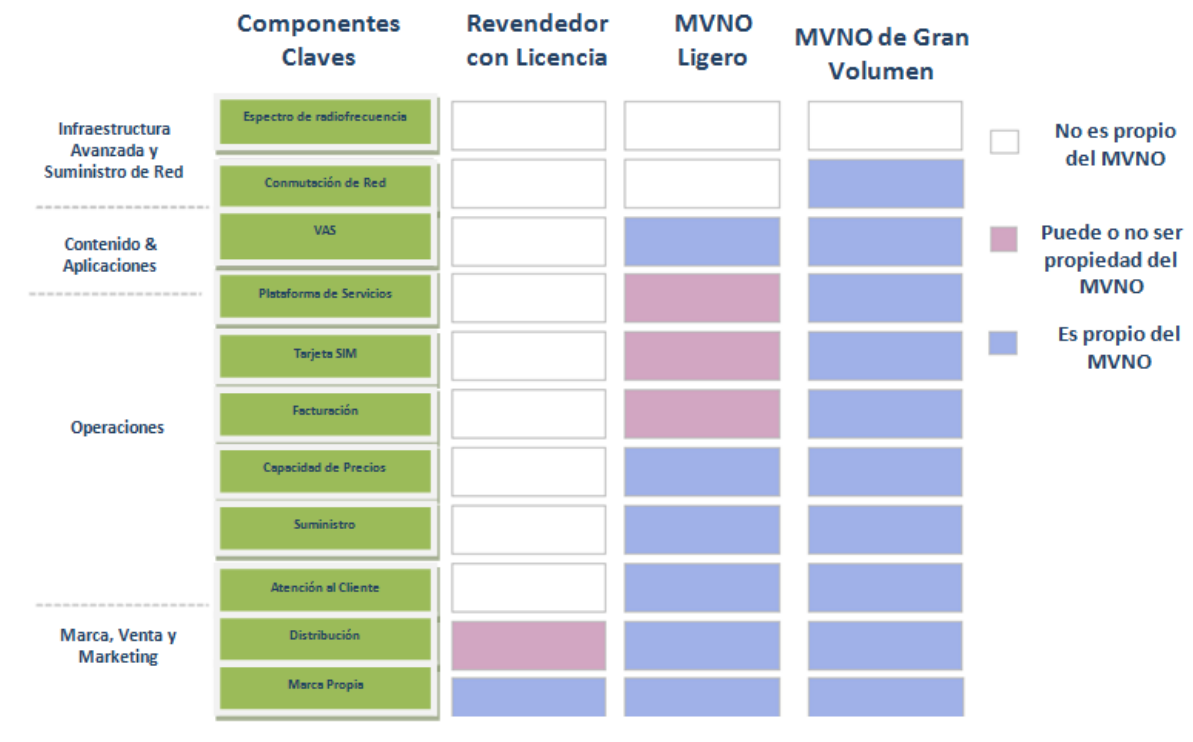 Componentes
Claves
Revendedor
con Licencia
MVNO
Ligero
MVNO de Gran
Volumen
Infraestructura
Avanzada y
Suministro de Red
Espectro de radiofrecuencia
Conmutación de Red
Contenido &
Aplicaciones
VAS
Operaciones
Plataforma de Servicios
Tarjeta SIM
Facturación
Capacidad de Precios
Suministro
Atención al Cliente
Marca, Venta y
Marketing
Distribución
Marca Propia
No es propio
del MVNO
Puede o no ser
propiedad del
MVNO
Es propio del
MVNO